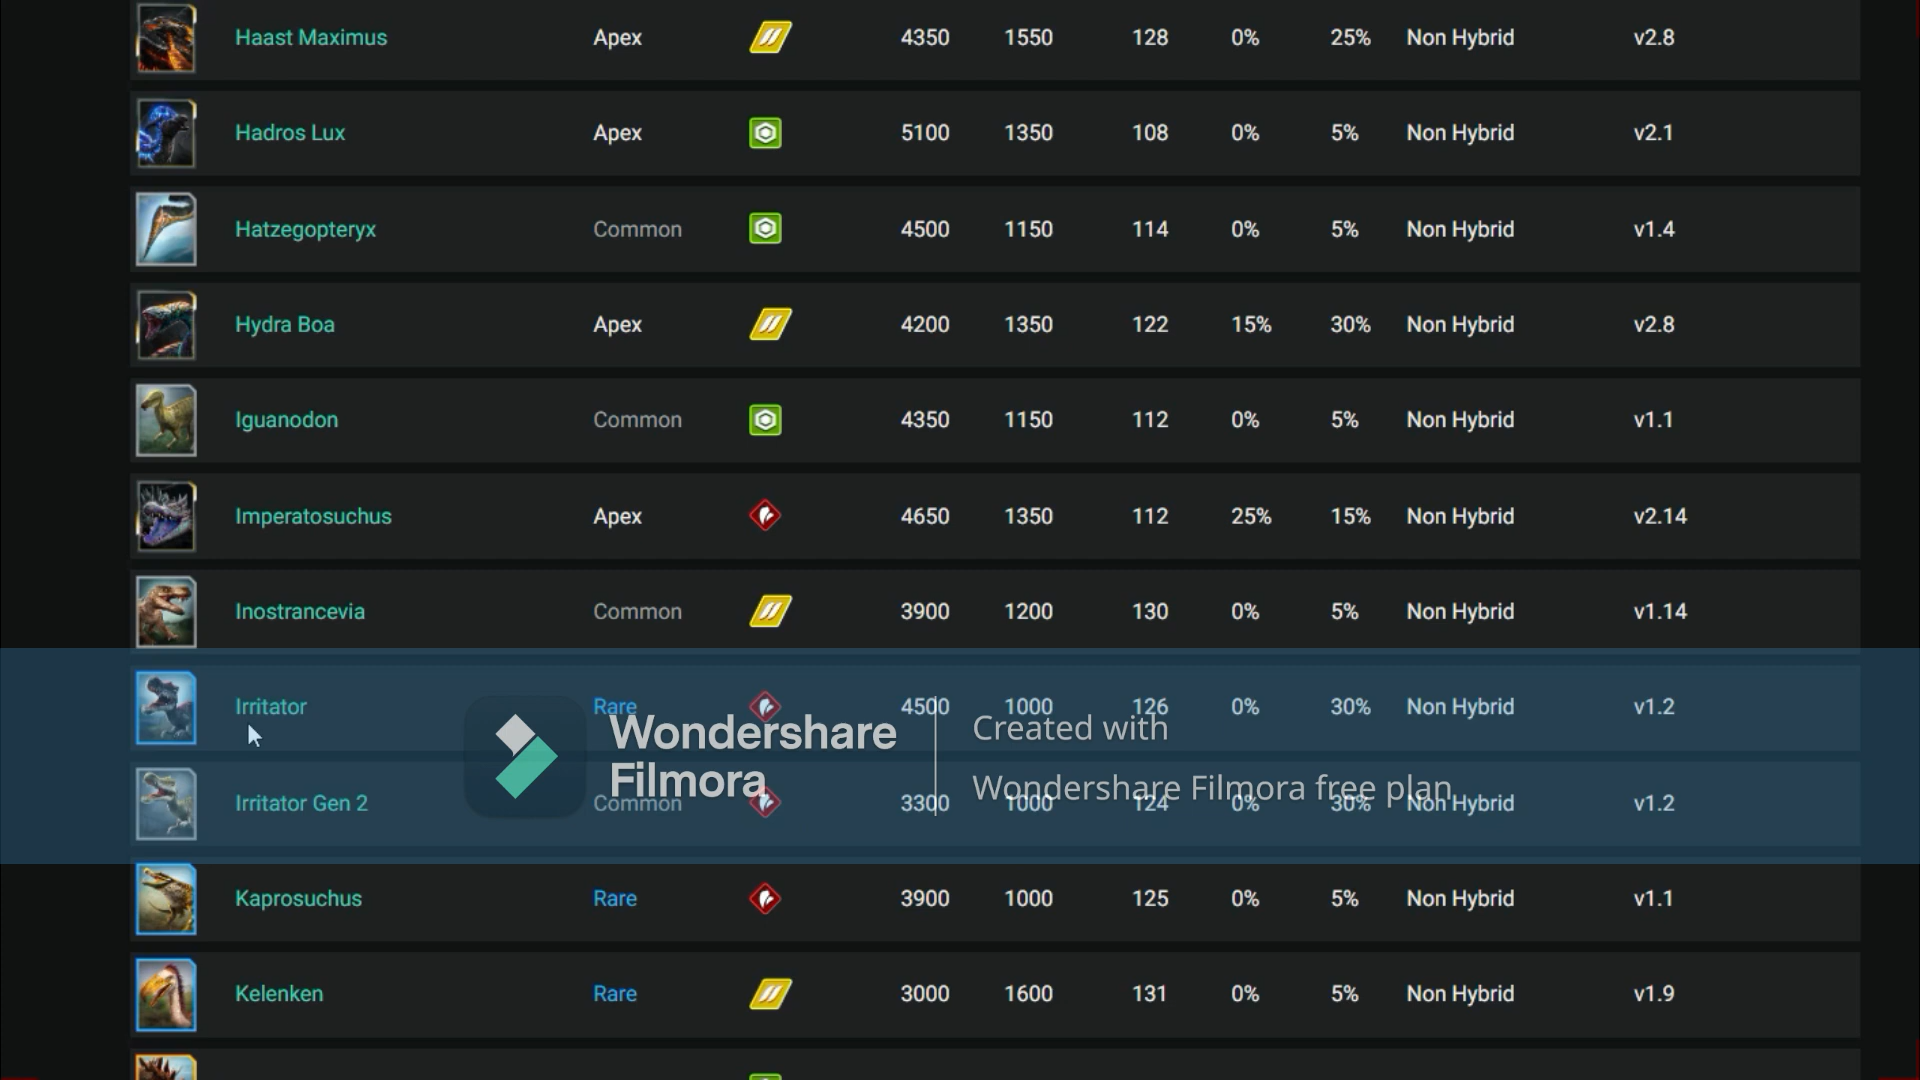 Haast Maximus Apex 4350 1550 128 0% 25% Non Hybrid v2.8
Hadros Lux Apex 5100 1350 108 0% 5% Non Hybrid v2.1
Hatzegopteryx Common 4500 1150 114 0% 5% Non Hybrid v1.4
Hydra Boa Apex 4200 1350 122 15% 30% Non Hybrid v2.8
Iguanodon Common 4350 1150 112 0% 5% Non Hybrid v1.1
Imperatosuchus Apex 4650 1350 112 25% 15% Non Hybrid v2.14
Inostrancevia Common 3900 1200 130 0% 5% Non Hybrid v1.14
Irritator Rare 4500 1000 126 0% 30% Non Hybrid v1.2
Wondershare
Filmora
Created with
Wondershare Filmora free plan
Irritator Gen 2 Common 3300 1000 124 0% 30% Non Hybrid v1.2
Kaprosuchus Rare 3900 1000 125 0% 5% Non Hybrid v1.1
Kelenken Rare 3000 1600 131 0% 5% Non Hybrid v1.9